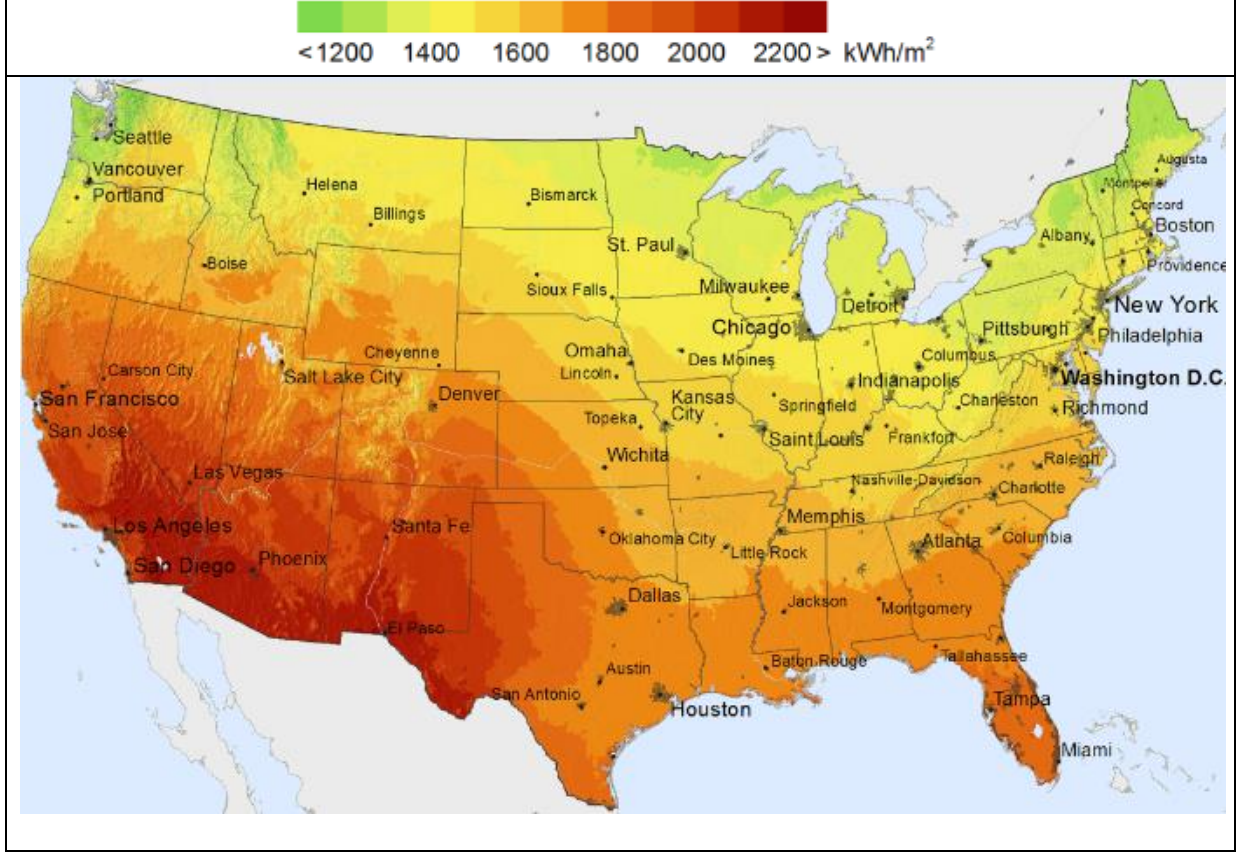 <1200 1400 1600 1800 2000 2200 > kWh/m²
Seattle
Vancouver
Portland
Helena
Billings
Bismarck
Augusta
Montpelier
Concord
Boston
Albany
Providence
St. Paul
Boise
Sioux Falls
Milwaukee
Detroit
New York
Chicago
Pittsburgh
Philadelphia
Omaha
Des Moines
Columbus
Cheyenne
Lincoln
Indianapolis
Washington D.C.
Carson City
Salt Lake City
Denver
San Francisco
Kansas
City
Springfield
Charleston
Richmond
Topeka
San Jose
Saint Louis
Frankfort
Wichita
Raleigh
Las Vegas
Nashville-Davidson
Charlotte
Memphis
Los Angeles
Santa Fe
Oklahoma City
Little Rock
Atlanta
Columbia
San Diego
Phoenix
Dallas
Jackson
Montgomery
El Paso
Austin
Baton Rouge
Tallahassee
San Antonio
Houston
Tampa
Miami